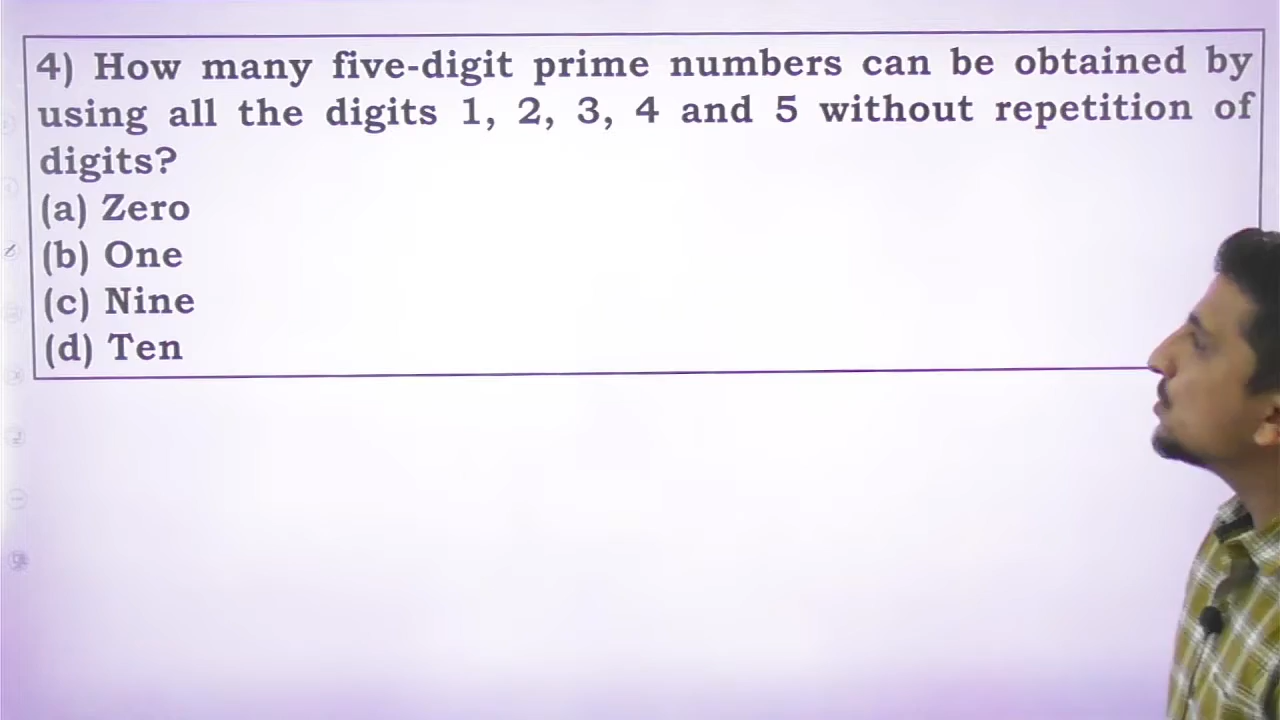 4) How many five-digit prime numbers can be obtained by
using all the digits 1, 2, 3, 4 and 5 without repetition of
digits?
(a) Zero
(b) One
(c) Nine
(d) Ten